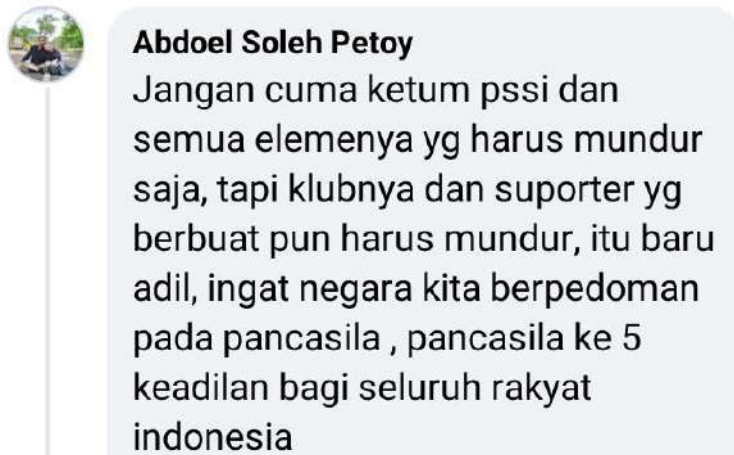 Abdoel Soleh Petoy
Jangan cuma ketum pssi dan
semua elemenya yg harus mundur
saja, tapi klubnya dan suporter yg
berbuat pun harus mundur, itu baru
adil, ingat negara kita berpedoman
pada pancasila , pancasila ke 5
keadilan bagi seluruh rakyat
indonesia